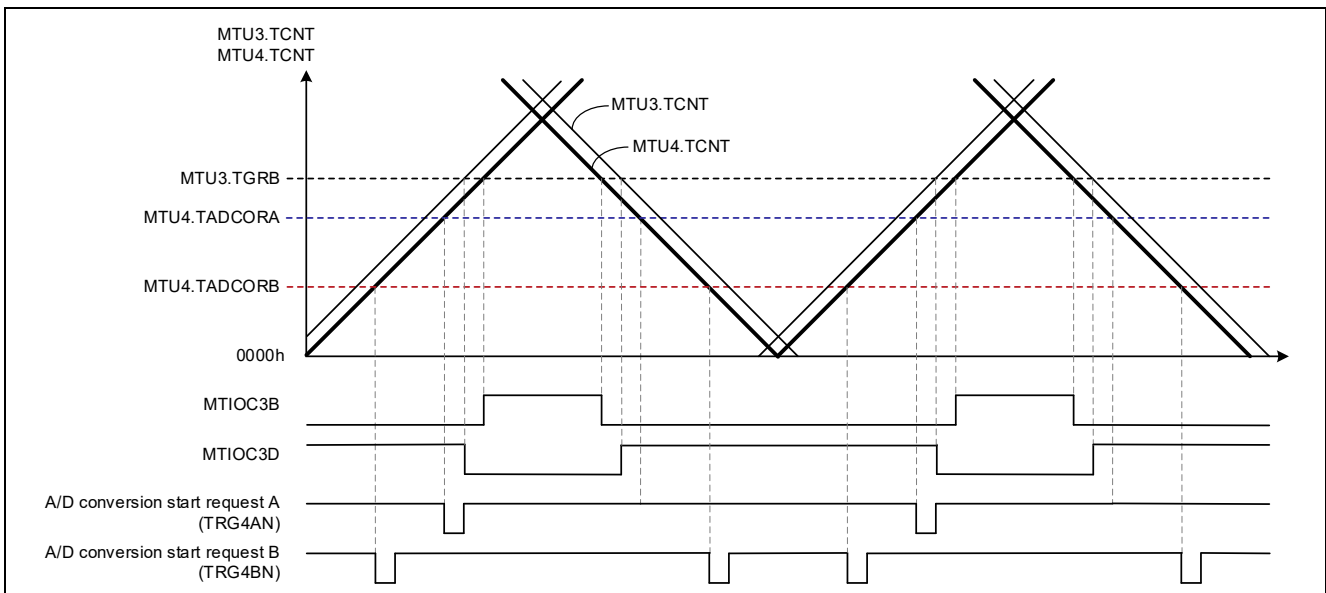 MTU3.TCNT
MTU4.TCNT
MTU3.TCNT
MTU4.TCNT
MTU3.TGRB
MTU4.TADCORA
MTU4.TADCORB
0000h
MTIOC3B
MTIOC3D
A/D conversion start request A
(TRG4AN)
A/D conversion start request B
(TRG4BN)